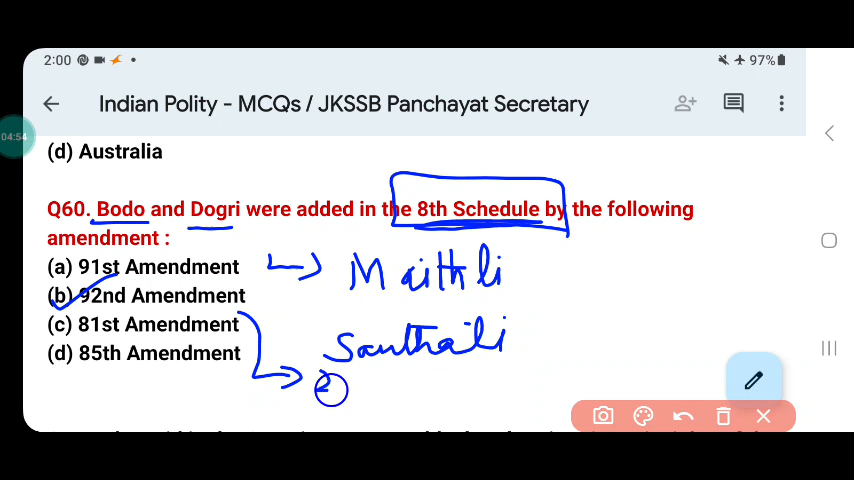 2:00
97%
Indian Polity - MCQs / JKSSB Panchayat Secretary
04:54
(d) Australia
Q60. Bodo and Dogri were added in the 8th Schedule by the following
amendment :
(a) 91st Amendment
Maithli
(b) 92nd Amendment
(c) 81st Amendment
Santhali
(d) 85th Amendment
2